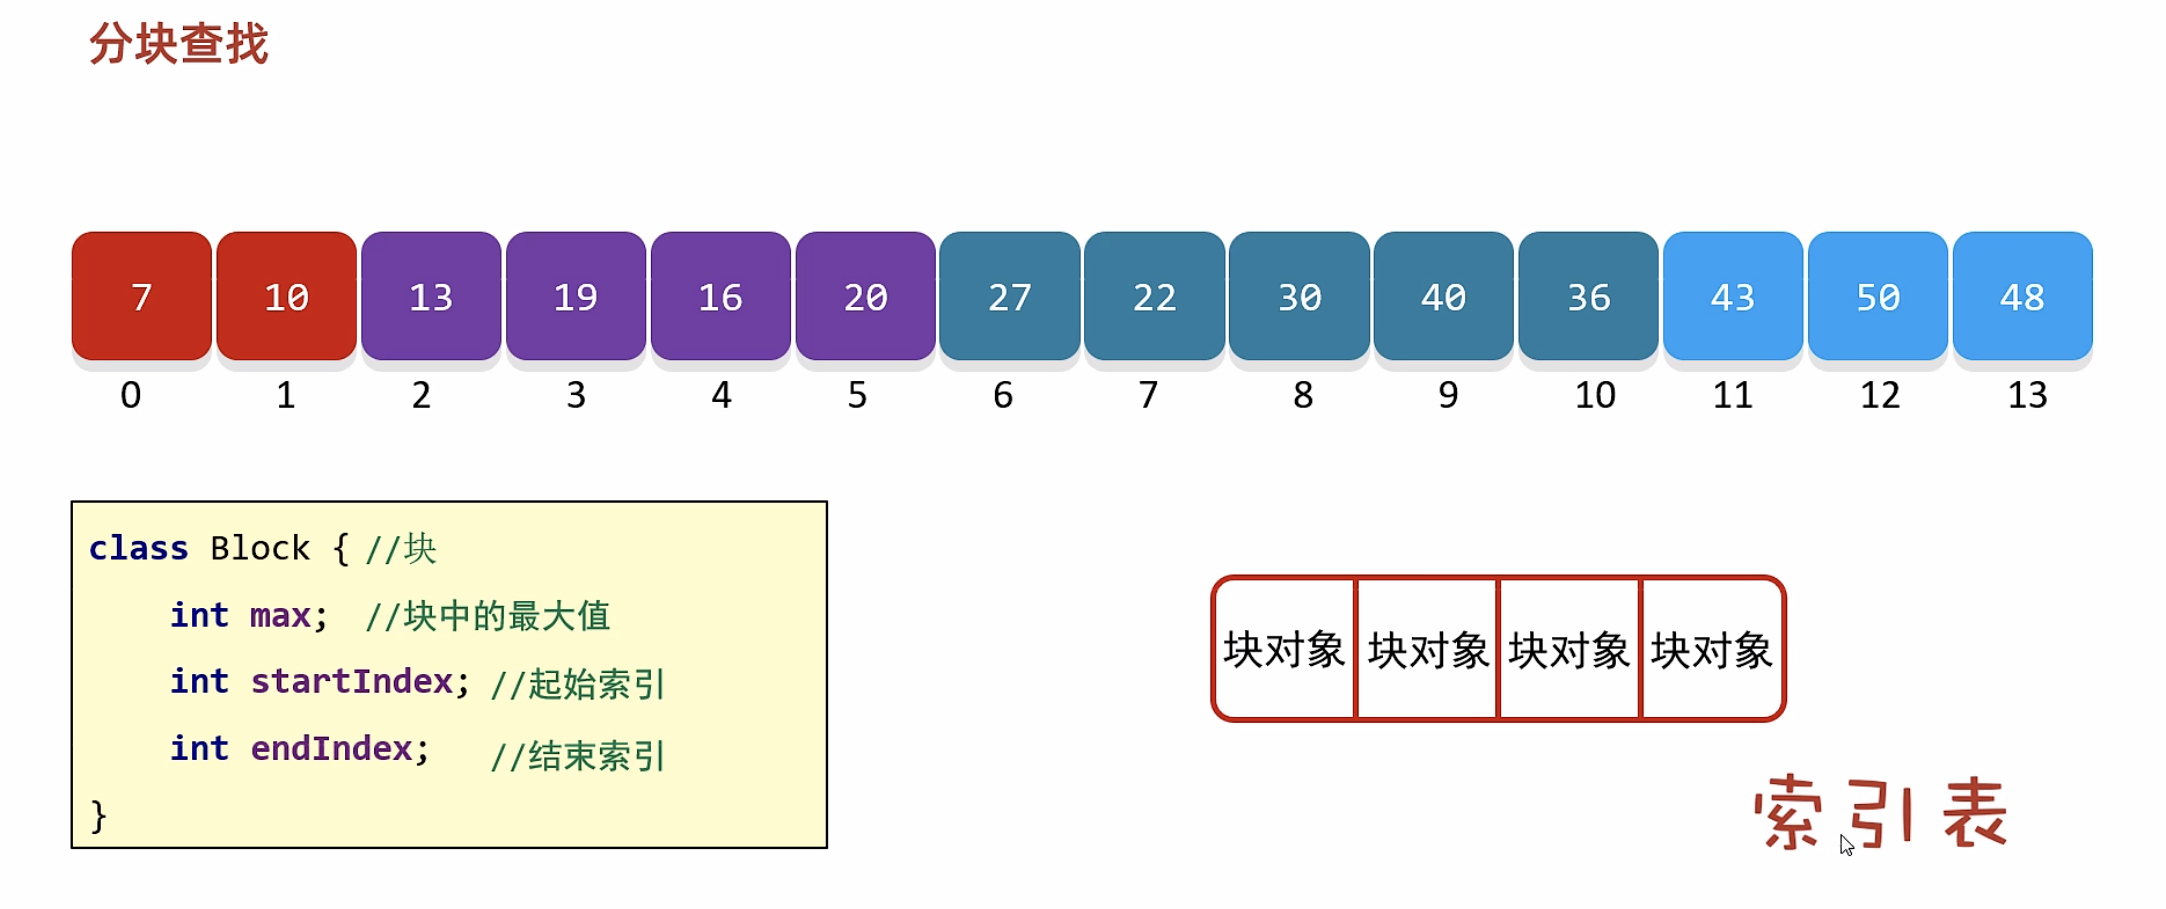 分块查找
7 10 13 19 16 20 27 22 30 40 36 43 50 48
0 1 2 3 4 5 6 7 8 9 10 11 12 13
class Block { //块
int max; //块中的最大值
int startIndex; //起始索引
int endIndex; //结束索引
}
块对象 块对象 块对象 块对象
索引表